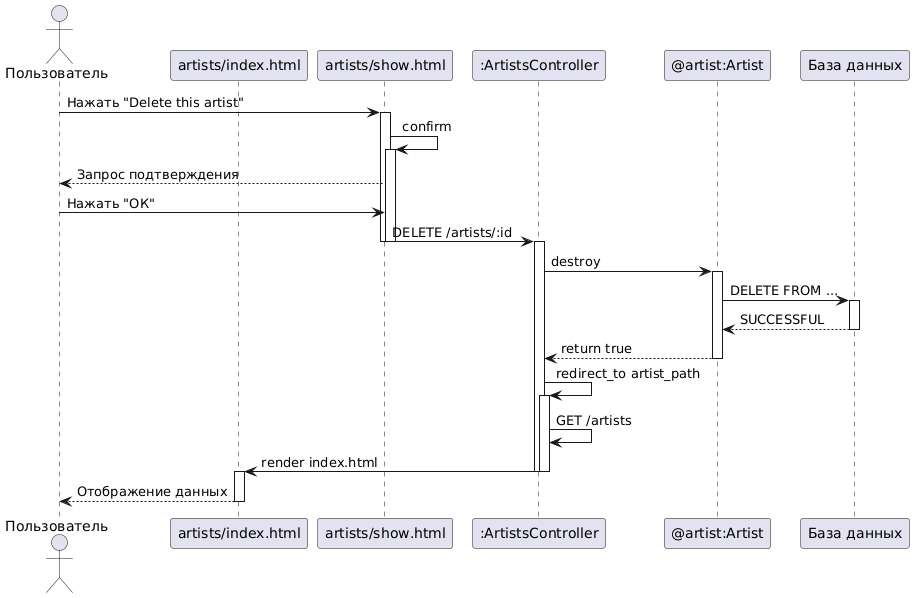 Пользователь
artists/index.html
artists/show.html
:ArtistsController
@artist:Artist
База данных
Нажать "Delete this artist"
confirm
Запрос подтверждения
Нажать "ОК"
DELETE /artists/:id
destroy
DELETE FROM ...
SUCCESSFUL
return true
redirect_to artist_path
GET /artists
render index.html
Отображение данных
Пользователь
artists/index.html
artists/show.html
:ArtistsController
@artist:Artist
База данных